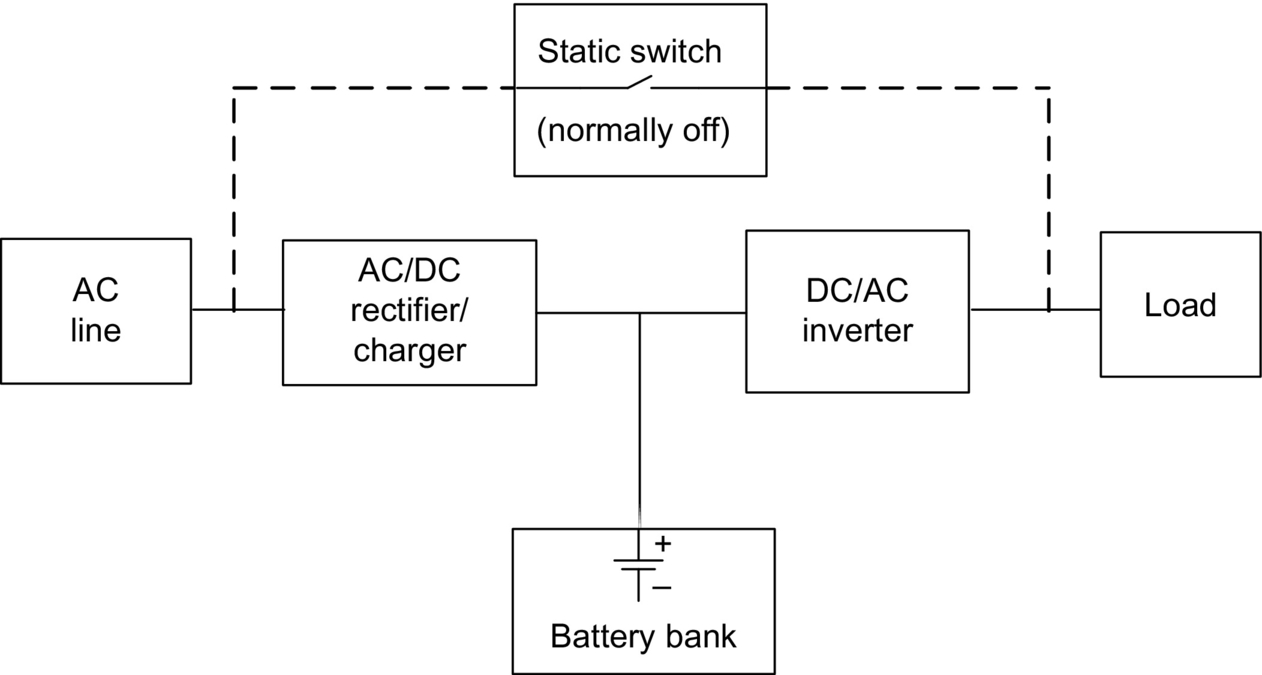 Static switch
(normally off)
AC
line
AC/DC
rectifier/
charger
DC/AC
inverter
Load
+
–
Battery bank